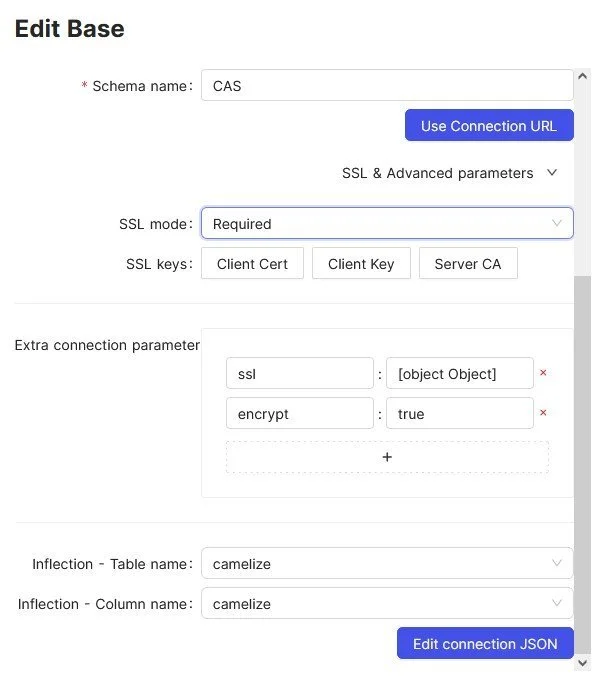 Edit Base
* Schema name: CAS
Use Connection URL
SSL & Advanced parameters
SSL mode: Required
SSL keys: Client Cert Client Key Server CA
Extra connection parameter
ssl : [object Object] ×
encrypt : true ×
+
Inflection - Table name: camelize
Inflection - Column name: camelize
Edit connection JSON